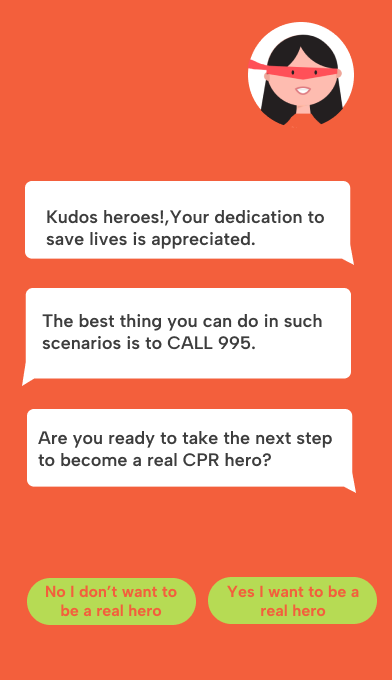 Kudos heroes!,Your dedication to
save lives is appreciated.
The best thing you can do in such
scenarios is to CALL 995.
Are you ready to take the next step
to become a real CPR hero?
No I don't want to
be a real hero
Yes I want to be a
real hero